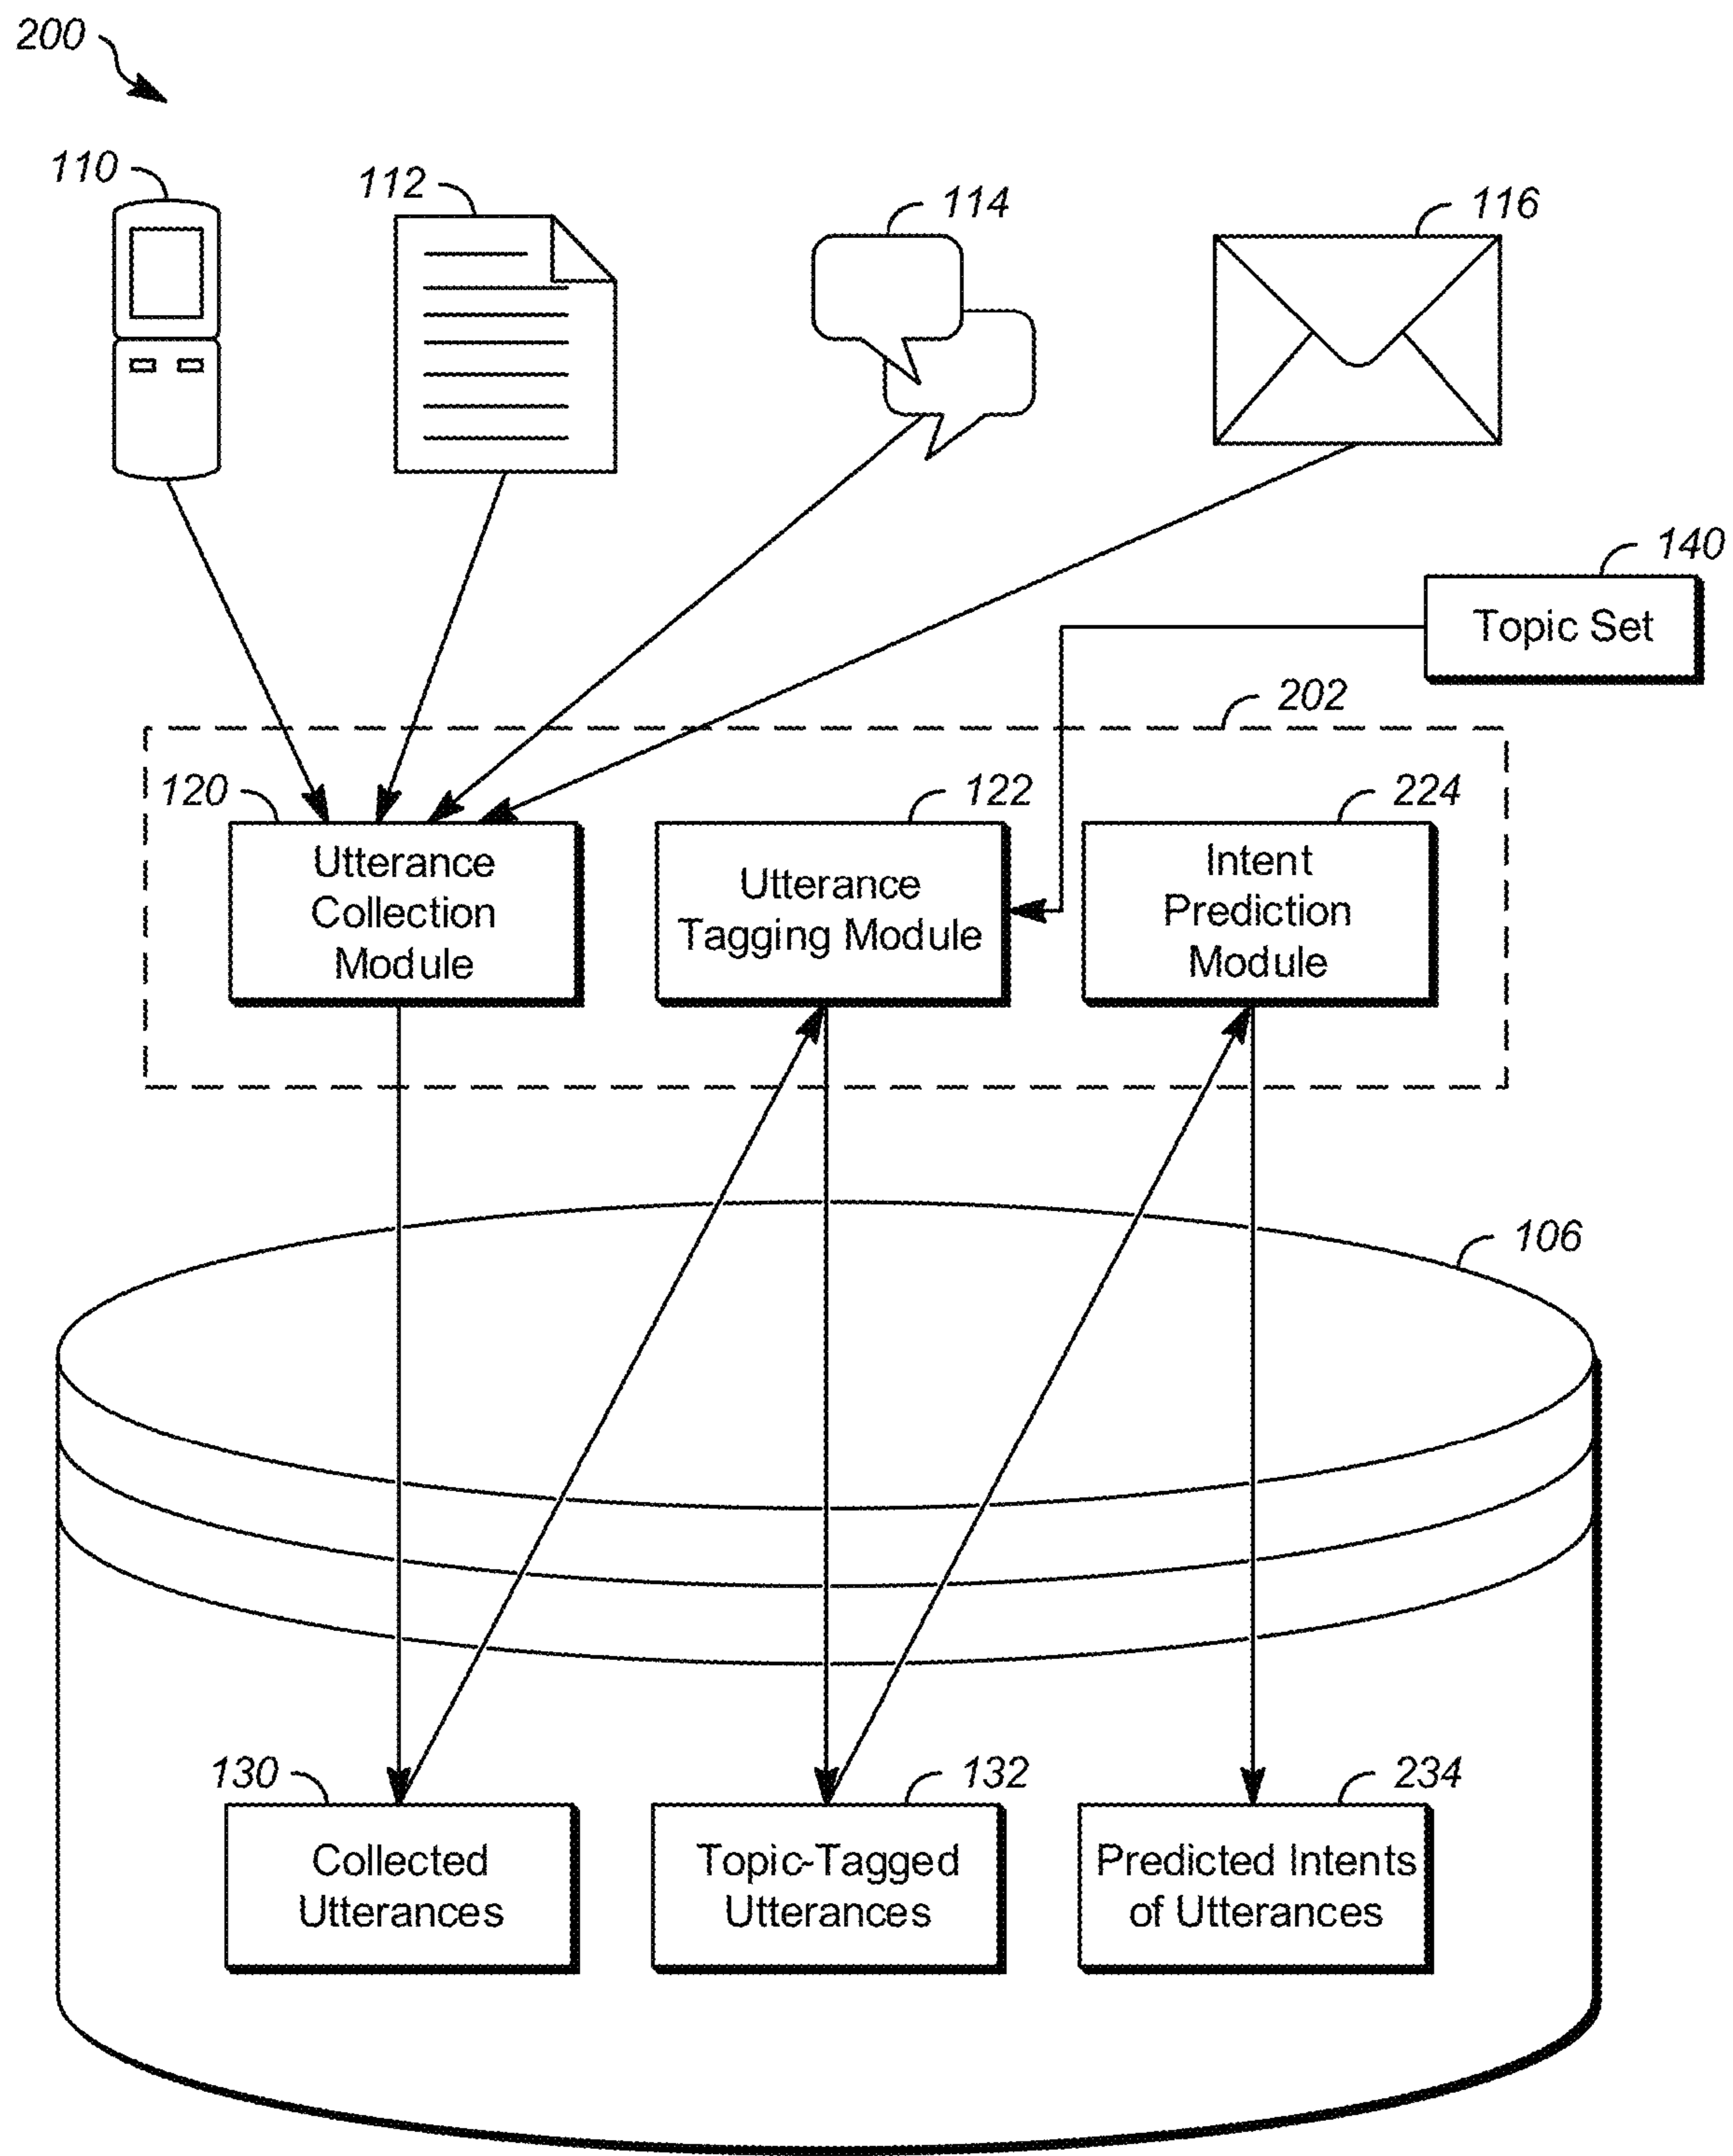 200
110
112
114
116
140
Topic Set
202
120
122
224
Utterance
Collection
Module
Utterance
Tagging Module
Intent
Prediction
Module
106
130
132
234
Collected
Utterances
Topic-Tagged
Utterances
Predicted Intents
of Utterances